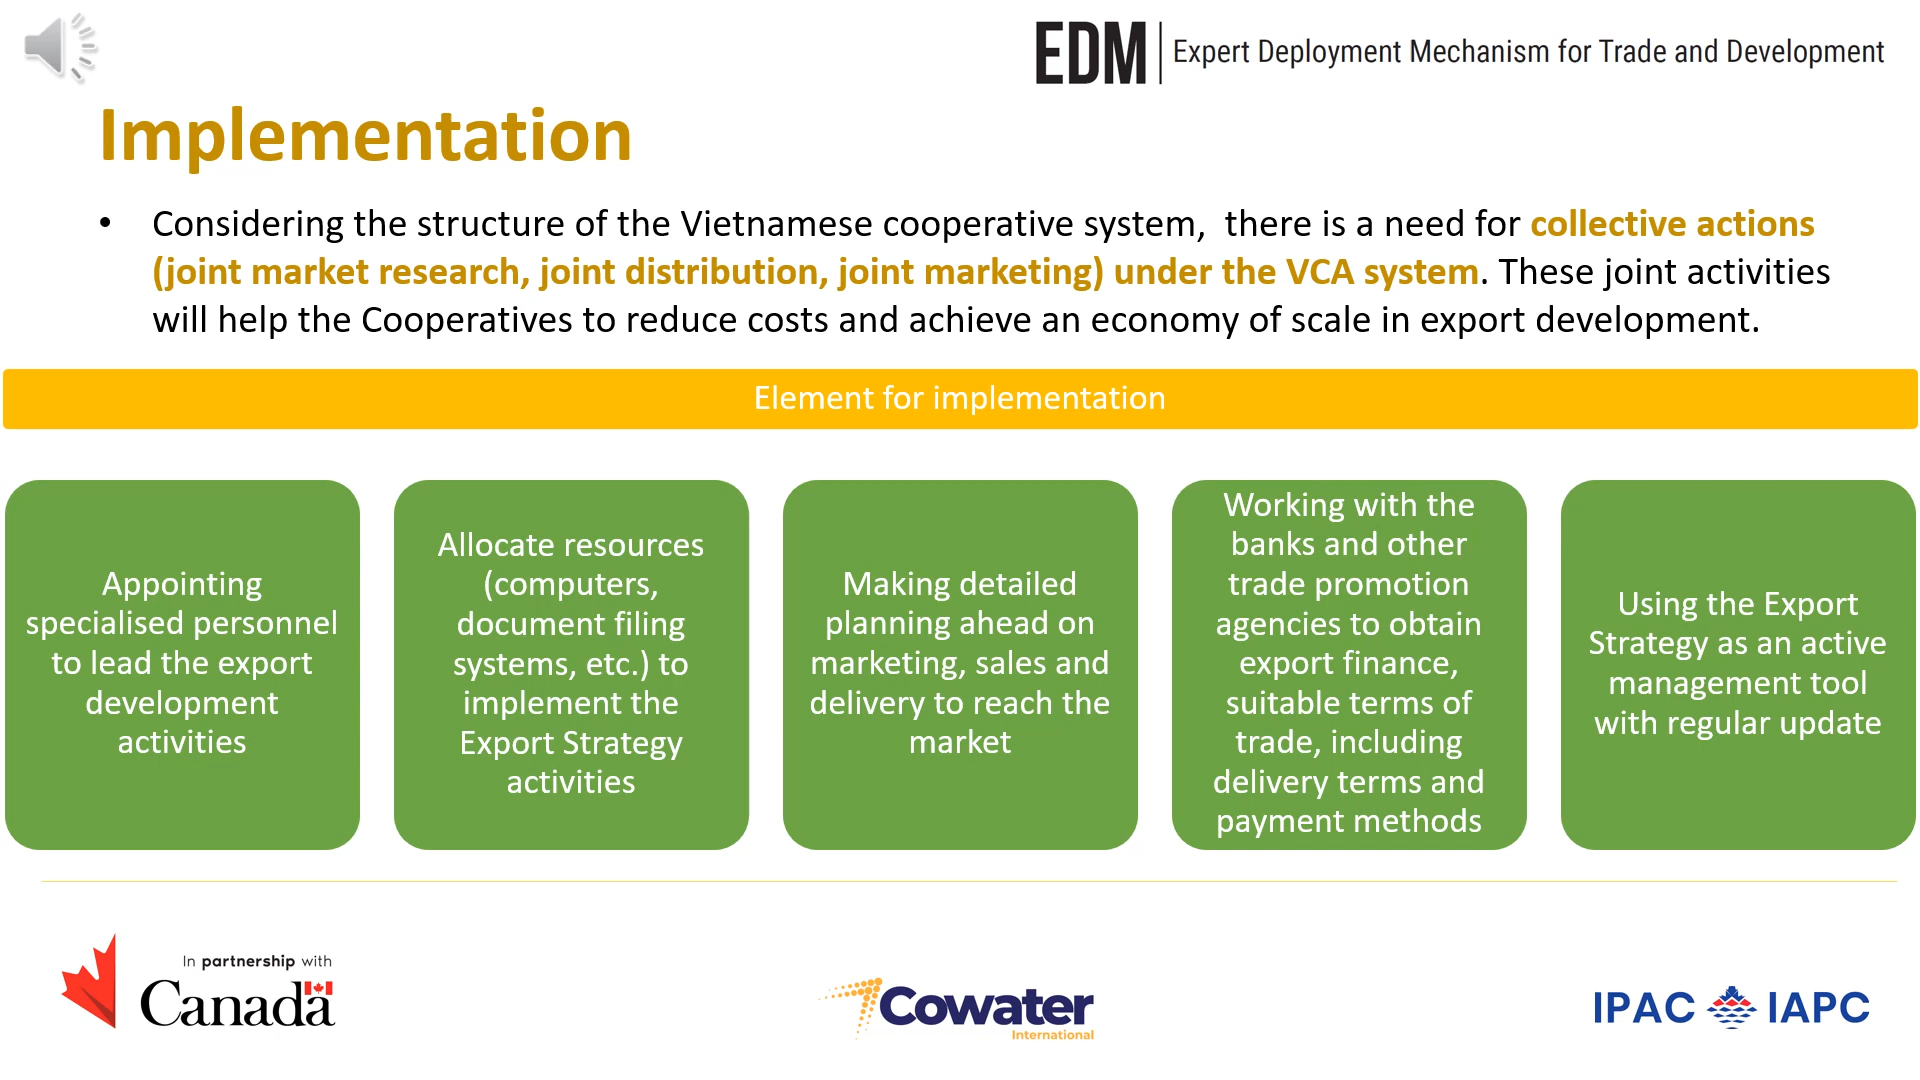 EDM | Expert Deployment Mechanism for Trade and Development
Implementation
• Considering the structure of the Vietnamese cooperative system, there is a need for collective actions
(joint market research, joint distribution, joint marketing) under the VCA system. These joint activities
will help the Cooperatives to reduce costs and achieve an economy of scale in export development.
Element for implementation
Appointing
specialised personnel
to lead the export
development
activities
Allocate resources
(computers,
document filing
systems, etc.) to
implement the
Export Strategy
activities
Making detailed
planning ahead on
marketing, sales and
delivery to reach the
market
Working with the
banks and other
trade promotion
agencies to obtain
export finance,
suitable terms of
trade, including
delivery terms and
payment methods
Using the Export
Strategy as an active
management tool
with regular update
In partnership with
Canada
Cowater
International
IPAC IAPC